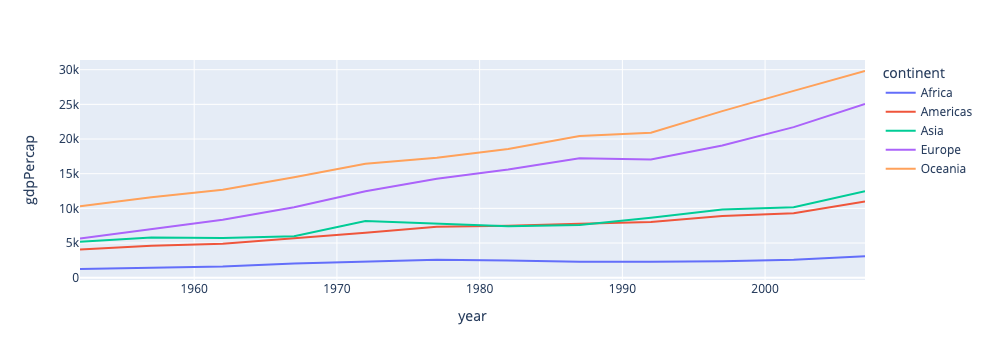 30k
25k
20k
15k
10k
5k
0
gdpPercap
1960 1970 1980 1990 2000
year
continent
Africa
Americas
Asia
Europe
Oceania